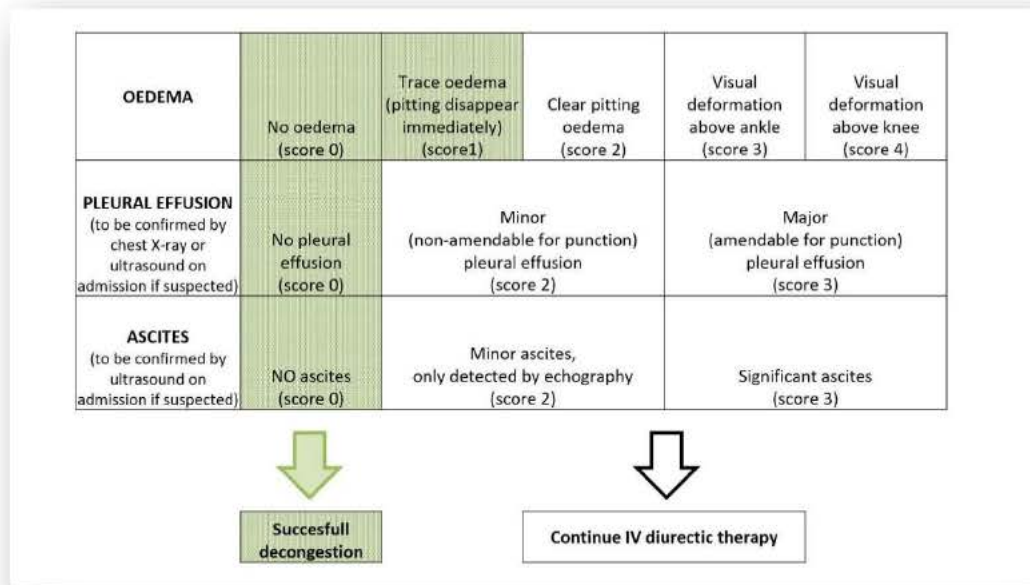 OEDEMA
No oedema
(score 0)
Trace oedema
(pitting disappear
immediately)
(score1)
Clear pitting
oedema
(score 2)
Visual
deformation
above ankle
(score 3)
Visual
deformation
above knee
(score 4)
PLEURAL EFFUSION
(to be confirmed by
chest X-ray or
ultrasound on
admission if suspected)
No pleural
effusion
(score 0)
Minor
(non-amendable for punction)
pleural effusion
(score 2)
Major
(amendable for punction)
pleural effusion
(score 3)
ASCITES
(to be confirmed by
ultrasound on
admission if suspected)
NO ascites
(score 0)
Minor ascites,
only detected by echography
(score 2)
Significant ascites
(score 3)
Succesfull
decongestion
Continue IV diurectic therapy